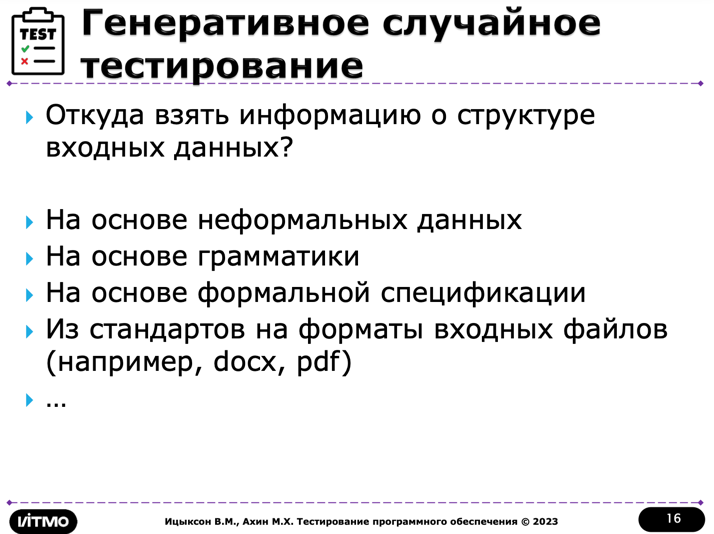 TEST
Генеративное случайное
тестирование
Откуда взять информацию о структуре
входных данных?
На основе неформальных данных
На основе грамматики
На основе формальной спецификации
Из стандартов на форматы входных файлов
(например, docx, pdf)
…
ИТМО
Ицыксон В.М., Ахин М.Х. Тестирование программного обеспечения © 2023
16